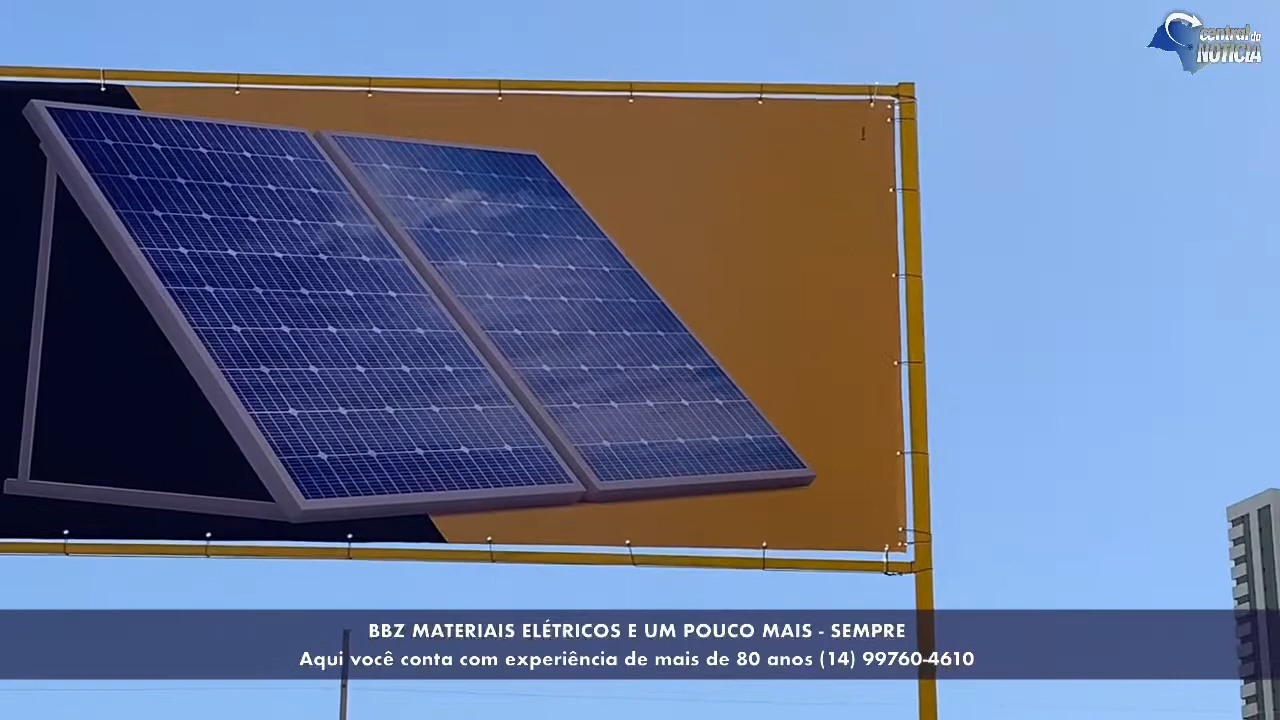 central da
NOTÍCIA
BBZ MATERIAIS ELÉTRICOS E UM POUCO MAIS - SEMPRE
Aqui você conta com experiência de mais de 80 anos (14) 99760-4610